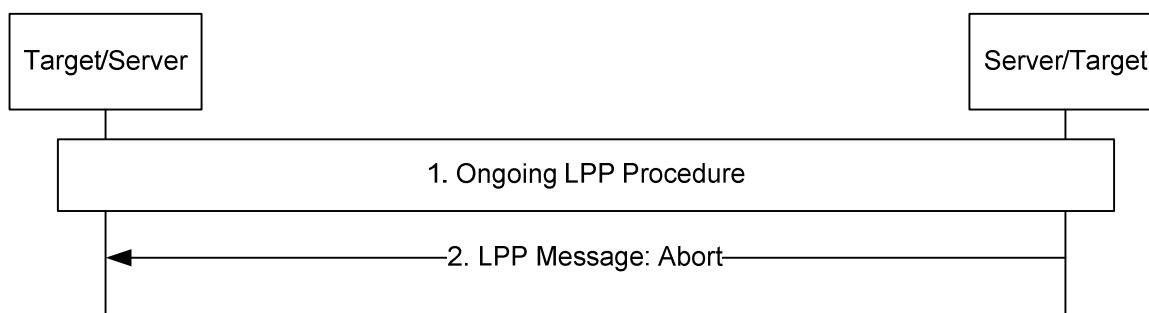 Target/Server
Server/Target
1. Ongoing LPP Procedure
2. LPP Message: Abort